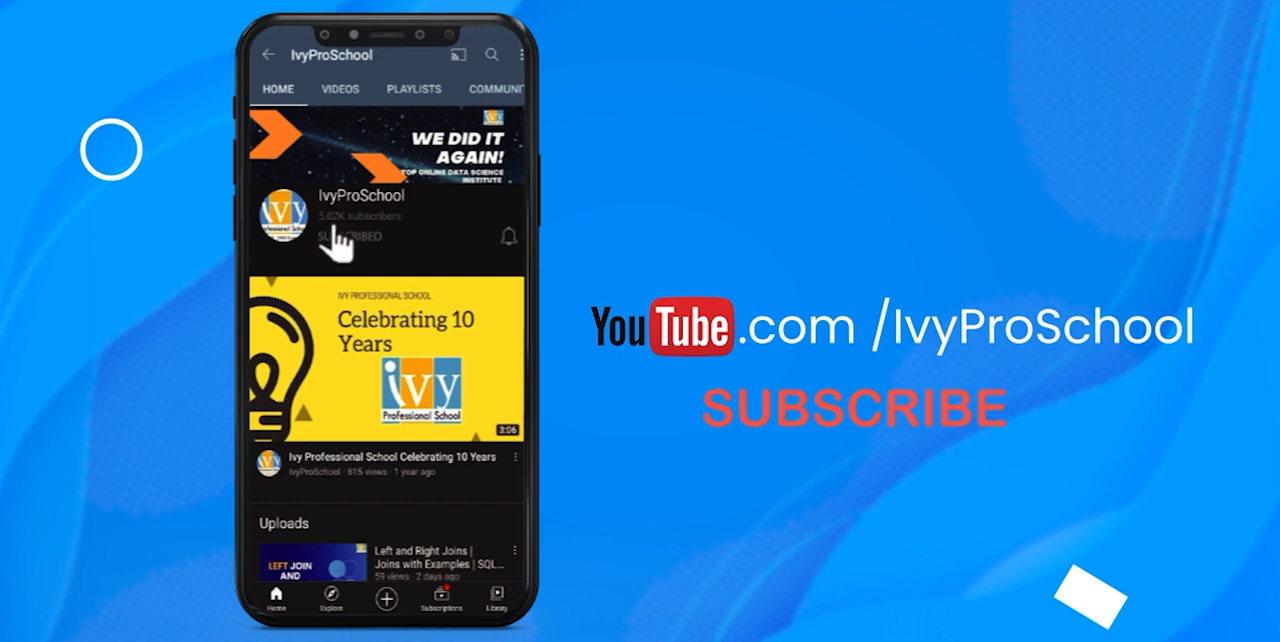 IvyProSchool
HOME VIDEOS PLAYLISTS COMMUNI
ivy
WE DID IT
AGAIN!
TOP ONLINE DATA SCIENCE
INSTITUTE
IvyProSchool
5.02K subscribers
SUBSCRIBED
ivy
IVY PROFESSIONAL SCHOOL
Celebrating 10
Years
ivy
Professional School
3:06
Ivy Professional School Celebrating 10 Years
IvyProSchool · 815 views · 1 year ago
Uploads
LEFT JOIN
AND
Left and Right Joins |
Joins with Examples | SQL...
59 views · 2 days ago
Home Explore Subscriptions Library
YouTube.com /IvyProSchool
SUBSCRIBE